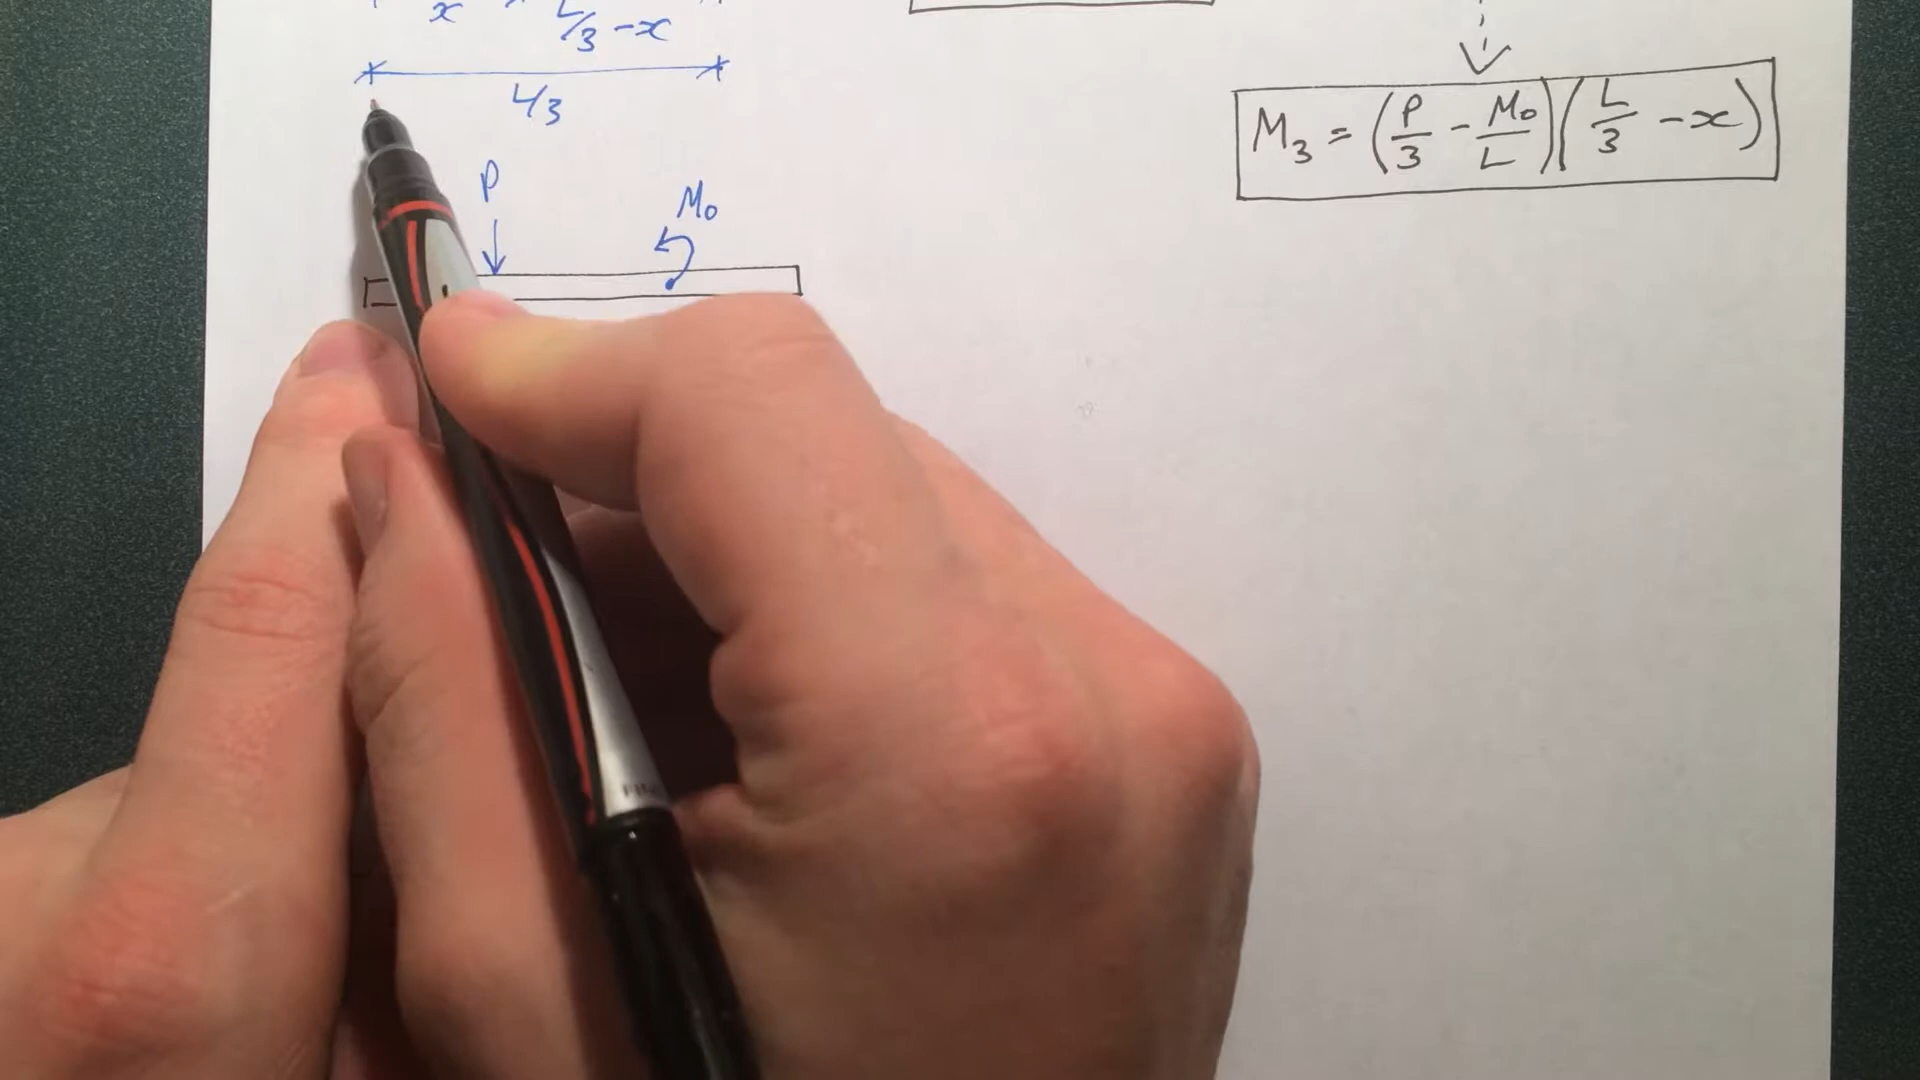 x
L/3 - x
L/3
P
M₀
M₃ = (P/3 - M₀/L)(L/3 - x)